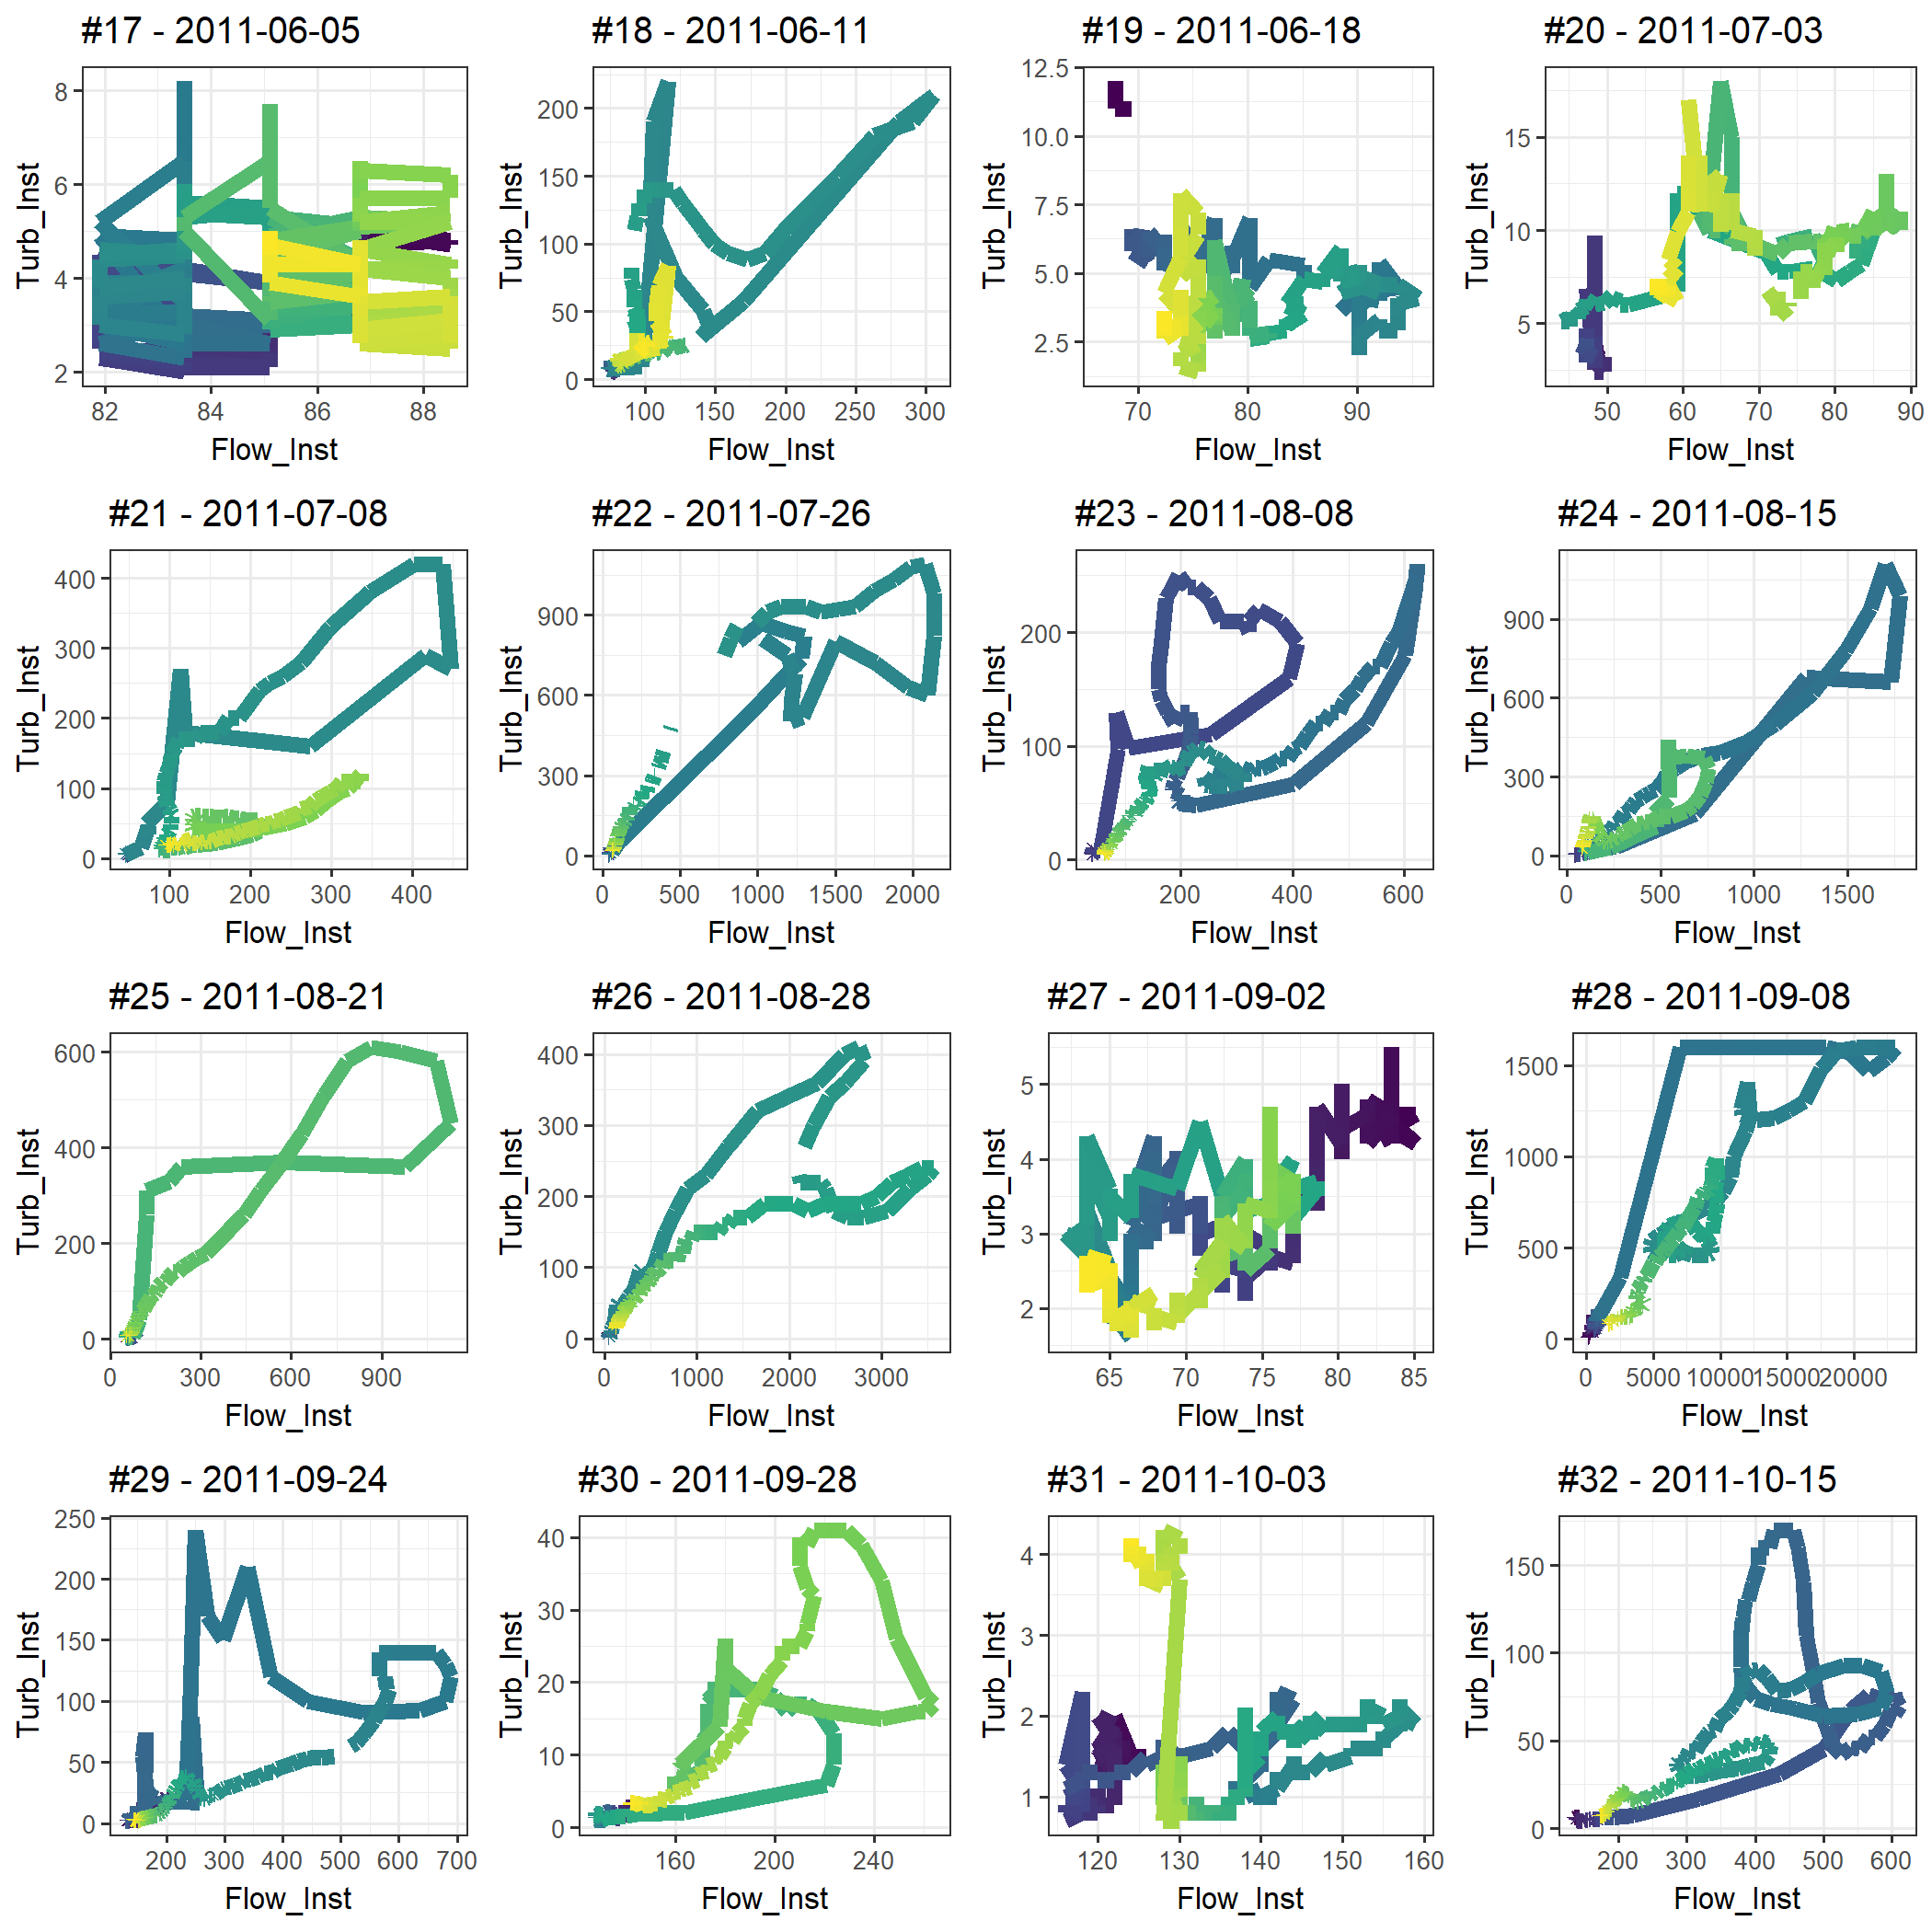 #17 - 2011-06-05 #18 - 2011-06-11 #19 - 2011-06-18 #20 - 2011-07-03
8 6 4 2 Turb_Inst 200 150 100 50 0 Turb_Inst 12.5 10.0 7.5 5.0 2.5 Turb_Inst 15 10 5 Turb_Inst
82 84 86 88 100 150 200 250 300 70 80 90 50 60 70 80 90
Flow_Inst Flow_Inst Flow_Inst Flow_Inst
#21 - 2011-07-08 #22 - 2011-07-26 #23 - 2011-08-08 #24 - 2011-08-15
400 300 200 100 0 Turb_Inst 900 600 300 0 Turb_Inst 200 100 0 Turb_Inst 900 600 300 0 Turb_Inst
100 200 300 400 0 500 1000 1500 2000 200 400 600 0 500 1000 1500
Flow_Inst Flow_Inst Flow_Inst Flow_Inst
#25 - 2011-08-21 #26 - 2011-08-28 #27 - 2011-09-02 #28 - 2011-09-08
600 400 200 0 Turb_Inst 400 300 200 100 0 Turb_Inst 5 4 3 2 Turb_Inst 1500 1000 500 0 Turb_Inst
0 300 600 900 0 1000 2000 3000 65 70 75 80 85 0 5000 10000 15000 20000
Flow_Inst Flow_Inst Flow_Inst Flow_Inst
#29 - 2011-09-24 #30 - 2011-09-28 #31 - 2011-10-03 #32 - 2011-10-15
250 200 150 100 50 0 Turb_Inst 40 30 20 10 0 Turb_Inst 4 3 2 1 Turb_Inst 150 100 50 0 Turb_Inst
200 300 400 500 600 700 160 200 240 120 130 140 150 160 200 300 400 500 600
Flow_Inst Flow_Inst Flow_Inst Flow_Inst